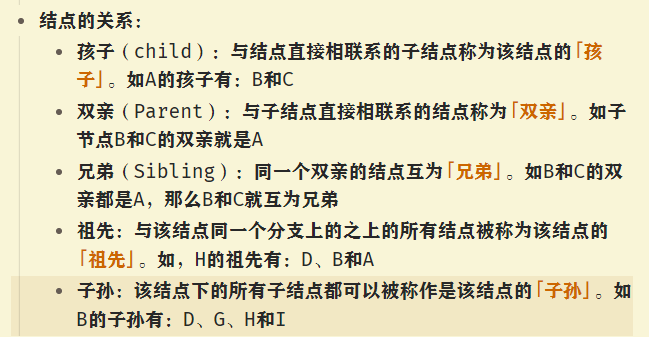 结点的关系：
孩子（child）：与结点直接相联系的子结点称为该结点的「孩
子」。如A的孩子有：B和C
双亲（Parent）：与子结点直接相联系的结点称为「双亲」。如子
节点B和C的双亲就是A
兄弟（Sibling）：同一个双亲的结点互为「兄弟」。如B和C的双
亲都是A，那么B和C就互为兄弟
祖先：与该结点同一个分支上的之上的所有结点被称为该结点的
「祖先」。如，H的祖先有：D、B和A
子孙：该结点下的所有子结点都可以被称作是该结点的「子孙」。如
B的子孙有：D、G、H和I